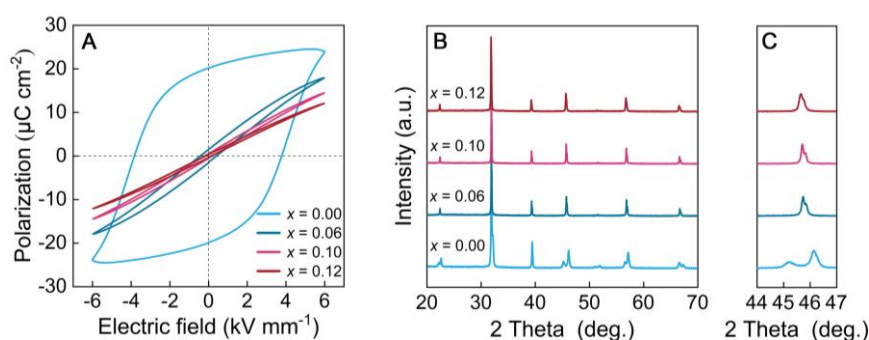 A
30
20
10
0
-10
-20
-30
Polarization (μC cm⁻²)
x = 0.00
x = 0.06
x = 0.10
x = 0.12
-6 -4 -2 0 2 4 6
Electric field (kV mm⁻¹)
B
Intensity (a.u.)
x = 0.12
x = 0.10
x = 0.06
x = 0.00
20 30 40 50 60 70
2 Theta (deg.)
C
44 45 46 47
2 Theta (deg.)